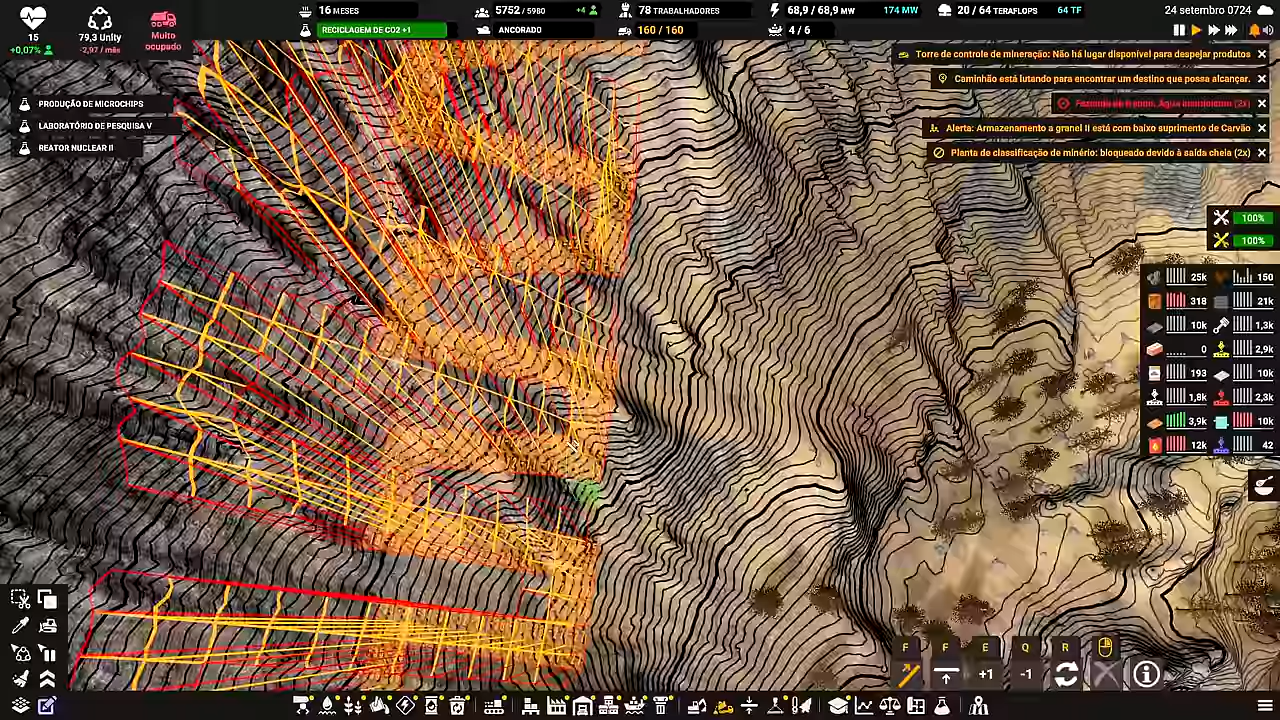 16 MESES
5752 / 5980
+4
78 TRABALHADORES
68,9 / 68,9 MW
174 MW
20 / 64 TERAFLOPS
64 TF
24 setembro 0724
15
79,3 Unity
Muito ocupado
+0,07%
-2,97 / mês
RECICLAGEM DE CO2 +1
ANCORADO
160 / 160
4 / 6
PRODUÇÃO DE MICROCHIPS
LABORATÓRIO DE PESQUISA V
REATOR NUCLEAR II
Torre de controle de mineração: Não há lugar disponível para despejar produtos
Caminhão está lutando para encontrar um destino que possa alcançar.
Alerta: Armazenamento a granel II está com baixo suprimento de Carvão
Planta de classificação de minério: bloqueado devido à saída cheia (2x)
100%
100%
25k 150
318 21k
10k 1,3k
0 2,9k
193 10k
1,8k 2,3k
3,9k 10k
12k 42
F F E Q R
+1 -1